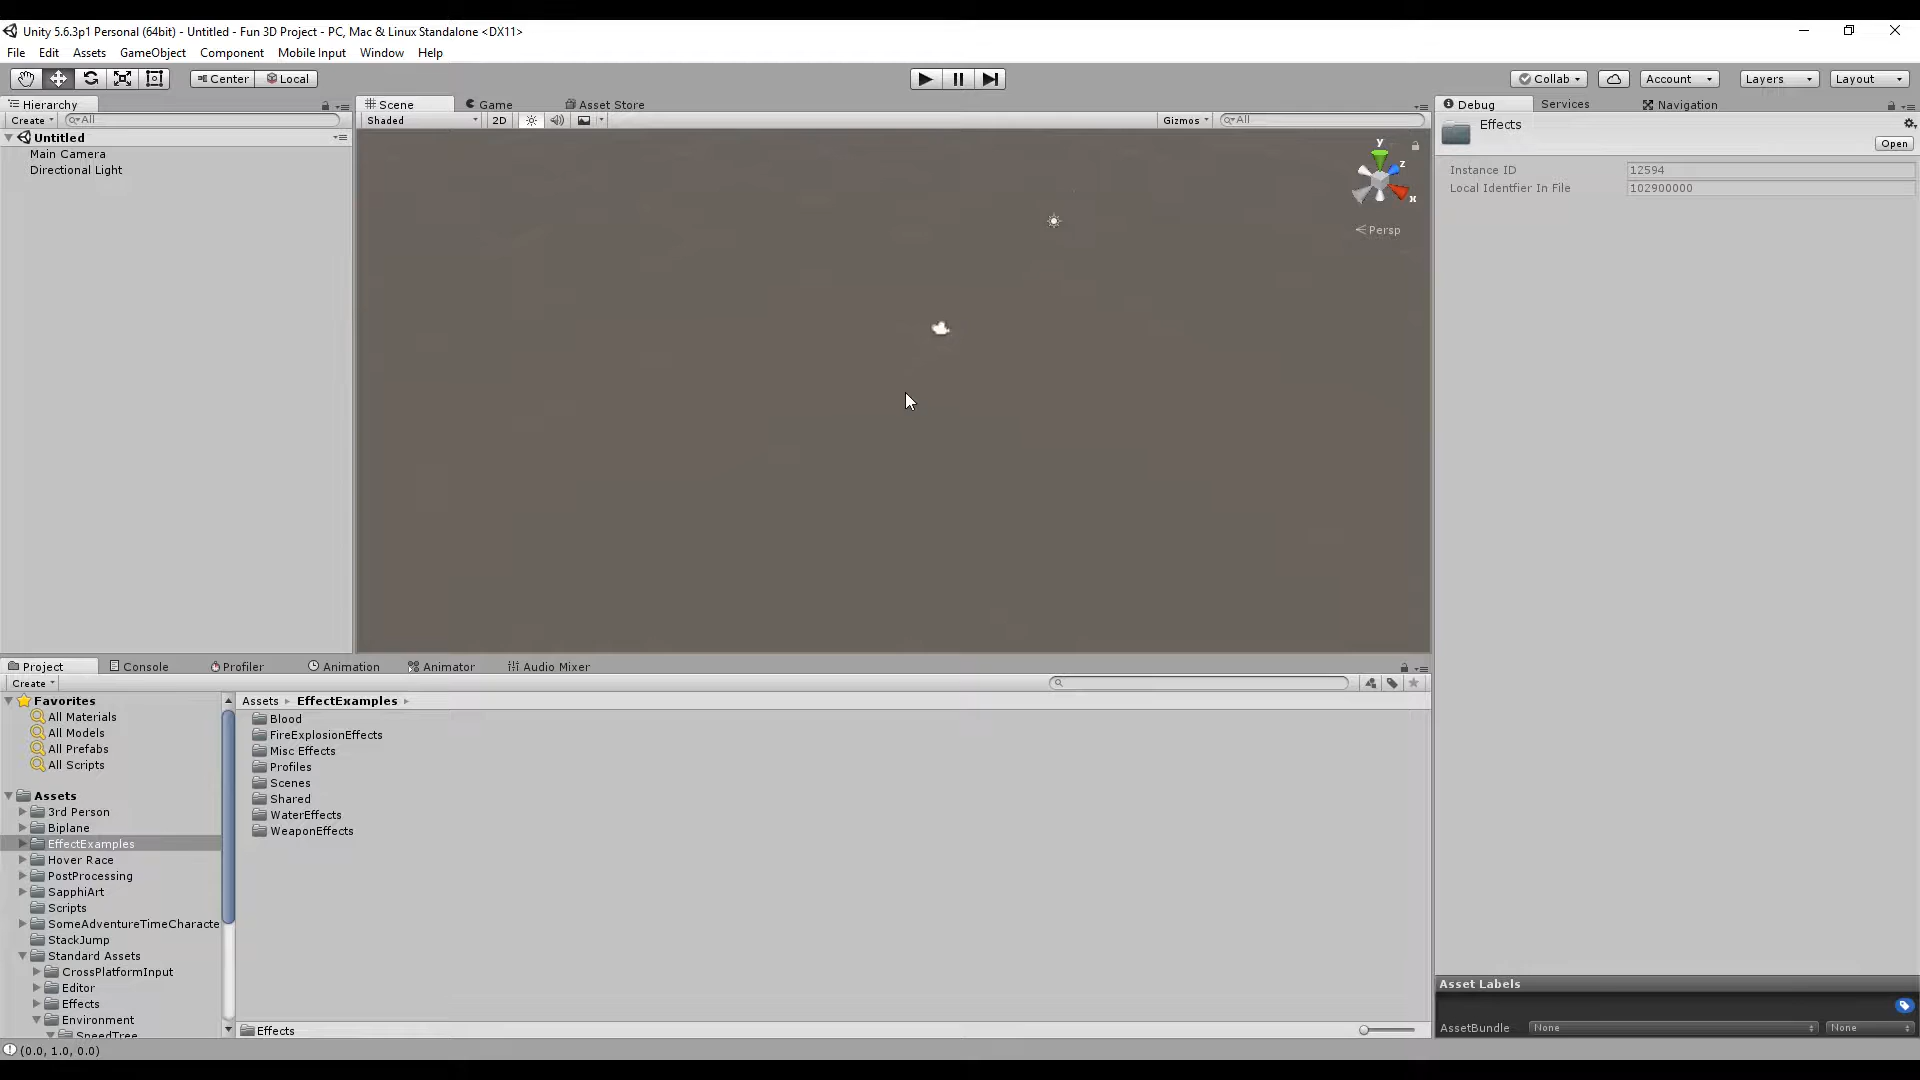 Unity 5.6.3p1 Personal (64bit) - Untitled - Fun 3D Project - PC, Mac & Linux Standalone <DX11>
File Edit Assets GameObject Component Mobile Input Window Help
Center Local Collab Account Layers Layout
Hierarchy Scene Game Asset Store Debug Services Navigation
Create All Shaded 2D Gizmos All Effects
Untitled Open
Main Camera
Directional Light
y
z
x
Persp
Instance ID 12594
Local Identfier In File 102900000
Project Console Profiler Animation Animator Audio Mixer
Create
Favorites
All Materials
All Models
All Prefabs
All Scripts
Assets
3rd Person
Biplane
EffectExamples
Hover Race
PostProcessing
SapphiArt
Scripts
SomeAdventureTimeCharacte
StackJump
Standard Assets
CrossPlatformInput
Editor
Effects
Environment
SpeedTree
Assets EffectExamples
Blood
FireExplosionEffects
Misc Effects
Profiles
Scenes
Shared
WaterEffects
WeaponEffects
Effects
Asset Labels
AssetBundle None None
(0.0, 1.0, 0.0)